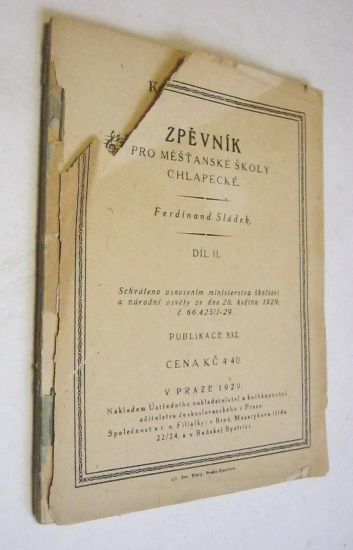 ZPĚVNÍK
PRO MĚŠŤANSKÉ ŠKOLY
CHLAPECKÉ.
Ferdinand Sládek.
DÍL II.
Schváleno usnesením ministerstva školství
a národní osvěty ze dne 28. května 1929,
č. 66.425/I-29.
PUBLIKACE 832.
CENA KČ 4·40.
V PRAZE 1929.
Nákladem Ústředního nakladatelství a knihkupectví
učitelstva československého v Praze
Společnost s r. o. Filiálky: v Brně, Masarykova třída
22/24, a v Baňské Bystrici.